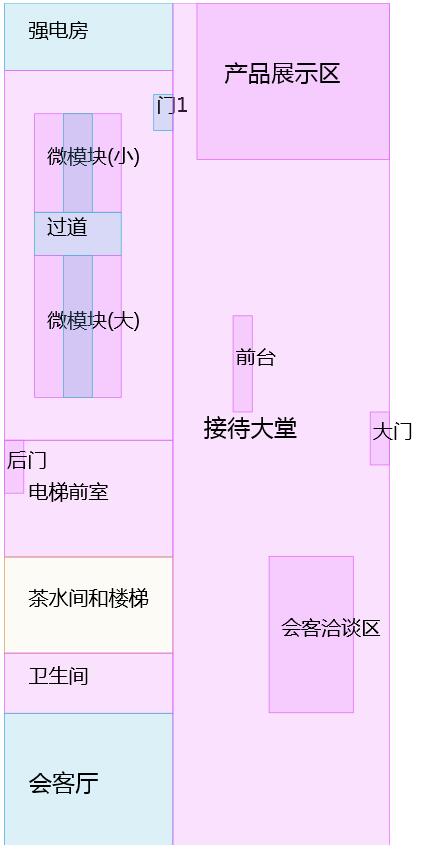 强电房
产品展示区
门1
微模块(小)
过道
微模块(大)
前台
接待大堂
大门
后门
电梯前室
茶水间和楼梯
会客洽谈区
卫生间
会客厅